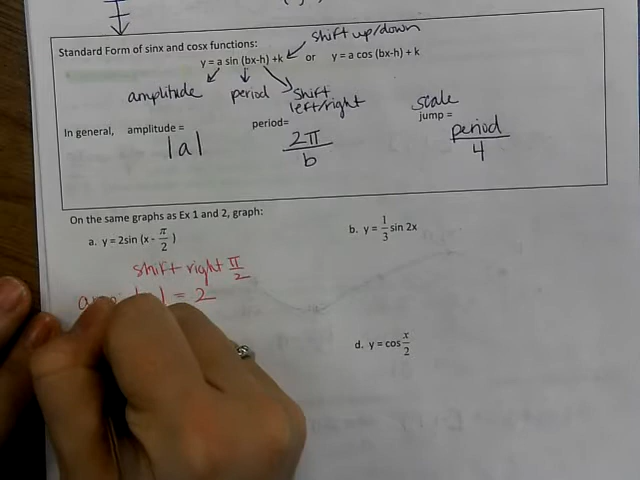 shift up/down
Standard Form of sinx and cosx functions:
y = a sin (bx-h) +k or y = a cos (bx-h) + k
amplitude period shift left/right
scale
In general, amplitude = period= jump =
|a| 2π/b period/4
On the same graphs as Ex 1 and 2, graph:
a. y = 2sin (x - π/2) b. y = 1/3 sin 2x
shift right π/2
= 2
d. y = cos x/2